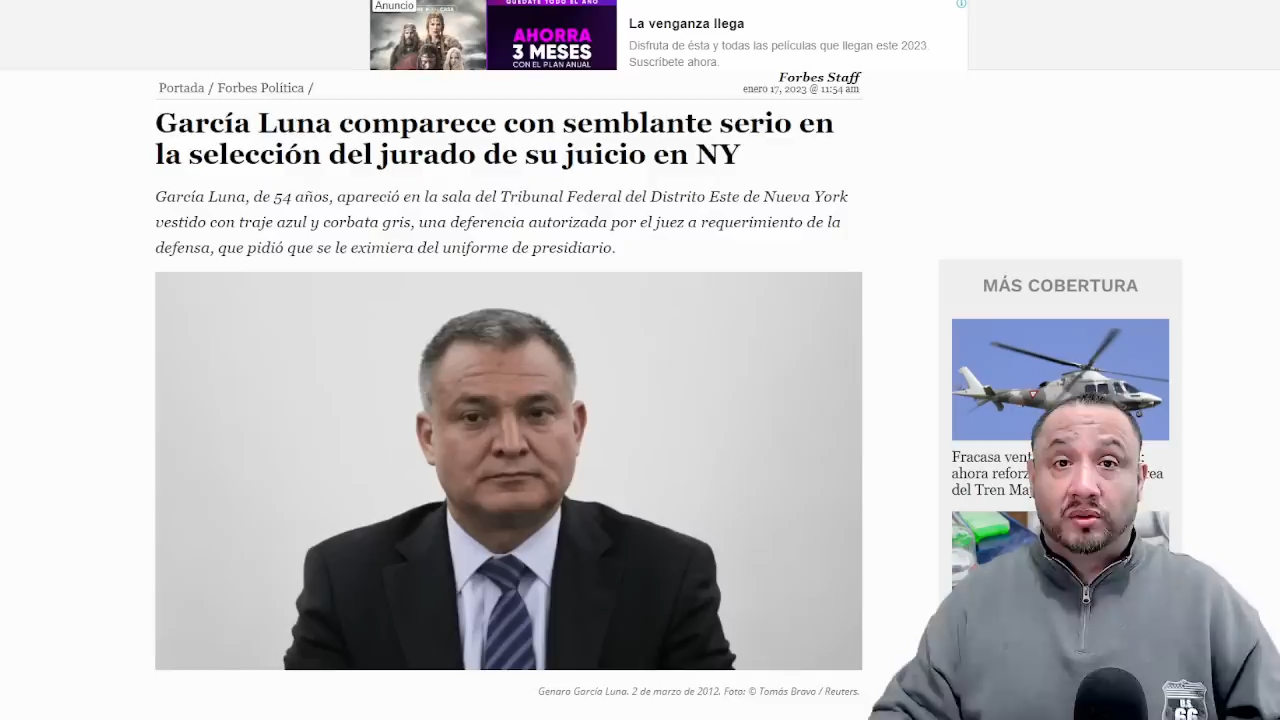 Anuncio
QUÉDATE TODO EL AÑO
AHORRA
3 MESES
CON EL PLAN ANUAL
La venganza llega
Disfruta de ésta y todas las películas que llegan este 2023.
Suscríbete ahora.
Forbes Staff
Portada / Forbes Política /
enero 17, 2023 @ 11:54 am
García Luna comparece con semblante serio en
la selección del jurado de su juicio en NY
García Luna, de 54 años, apareció en la sala del Tribunal Federal del Distrito Este de Nueva York
vestido con traje azul y corbata gris, una deferencia autorizada por el juez a requerimiento de la
defensa, que pidió que se le eximiera del uniforme de presidiario.
MÁS COBERTURA
Fracasa
ahora
del Tren
Genaro García Luna. 2 de marzo de 2012. Foto: © Tomás Bravo / Reuters.
U.S.